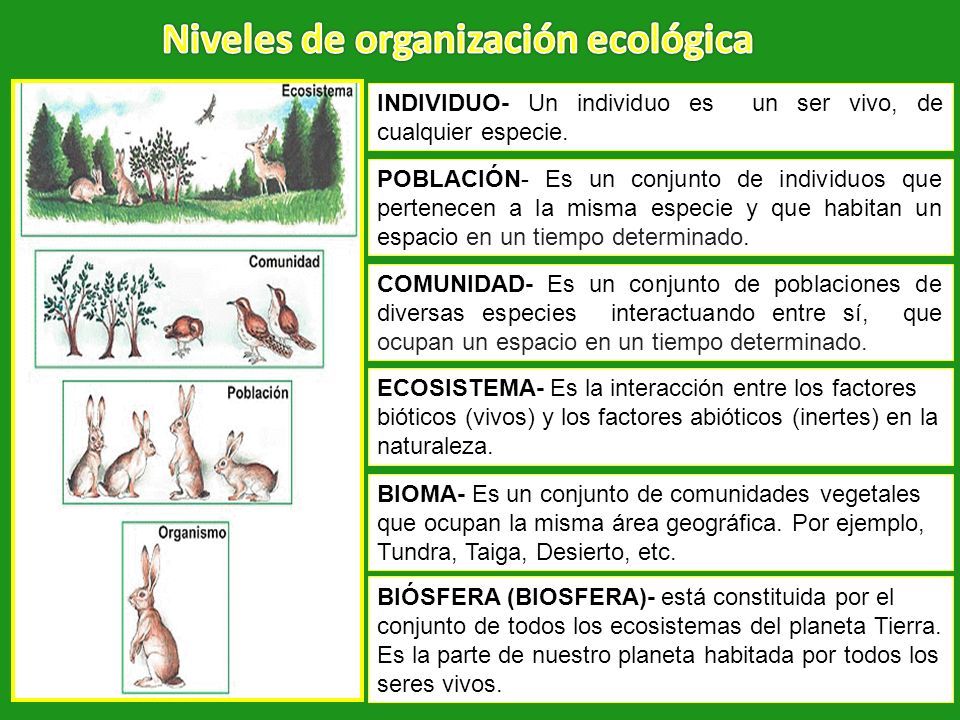 Niveles de organización ecológica
Ecosistema
Comunidad
Población
Organismo
INDIVIDUO- Un individuo es un ser vivo, de
cualquier especie.
POBLACIÓN- Es un conjunto de individuos que
pertenecen a la misma especie y que habitan un
espacio en un tiempo determinado.
COMUNIDAD- Es un conjunto de poblaciones de
diversas especies interactuando entre sí, que
ocupan un espacio en un tiempo determinado.
ECOSISTEMA- Es la interacción entre los factores
bióticos (vivos) y los factores abióticos (inertes) en la
naturaleza.
BIOMA- Es un conjunto de comunidades vegetales
que ocupan la misma área geográfica. Por ejemplo,
Tundra, Taiga, Desierto, etc.
BIÓSFERA (BIOSFERA)- está constituida por el
conjunto de todos los ecosistemas del planeta Tierra.
Es la parte de nuestro planeta habitada por todos los
seres vivos.